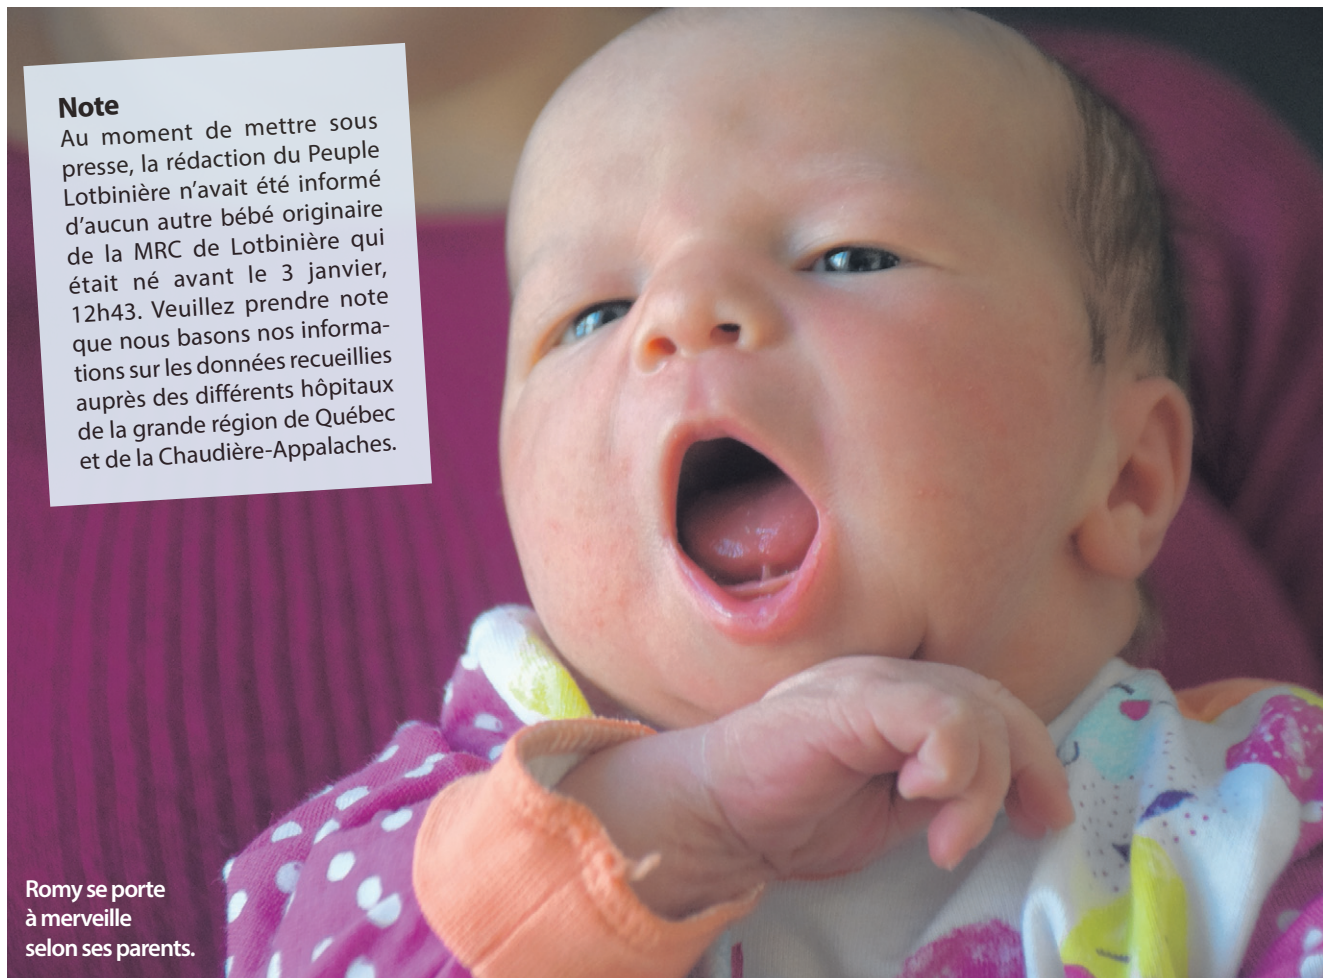 Note
Au moment de mettre sous
presse, la rédaction du Peuple
Lotbinière n’avait été informé
d’aucun autre bébé originaire
de la MRC de Lotbinière qui
était né avant le 3 janvier,
12h43. Veuillez prendre note
que nous basons nos informa-
tions sur les données recueillies
auprès des différents hôpitaux
de la grande région de Québec
et de la Chaudière-Appalaches.
Romy se porte
à merveille
selon ses parents.